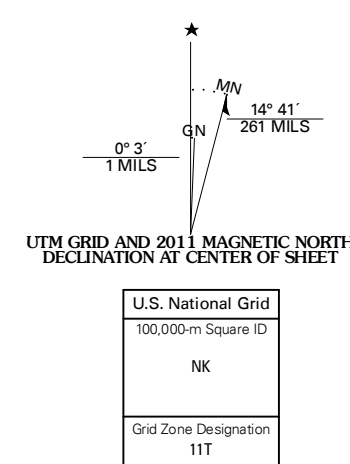 ★
MN
14° 41´
261 MILS
GN
0° 3´
1 MILS
UTM GRID AND 2011 MAGNETIC NORTH
DECLINATION AT CENTER OF SHEET
U.S. National Grid
100,000-m Square ID
NK
Grid Zone Designation
11T